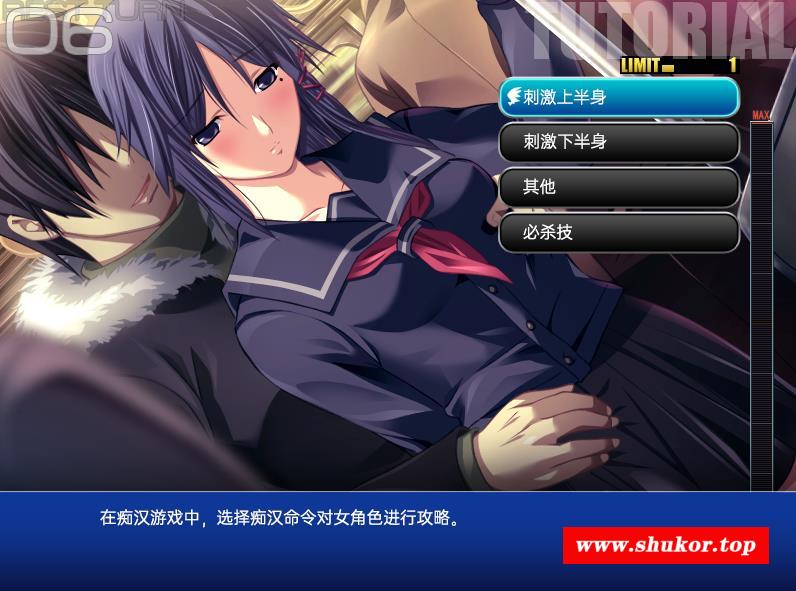 06
TUTORIAL
LIMIT 1
刺激上半身
MAX
刺激下半身
其他
必杀技
在痴汉游戏中，选择痴汉命令对女角色进行攻略。
www.shukor.top